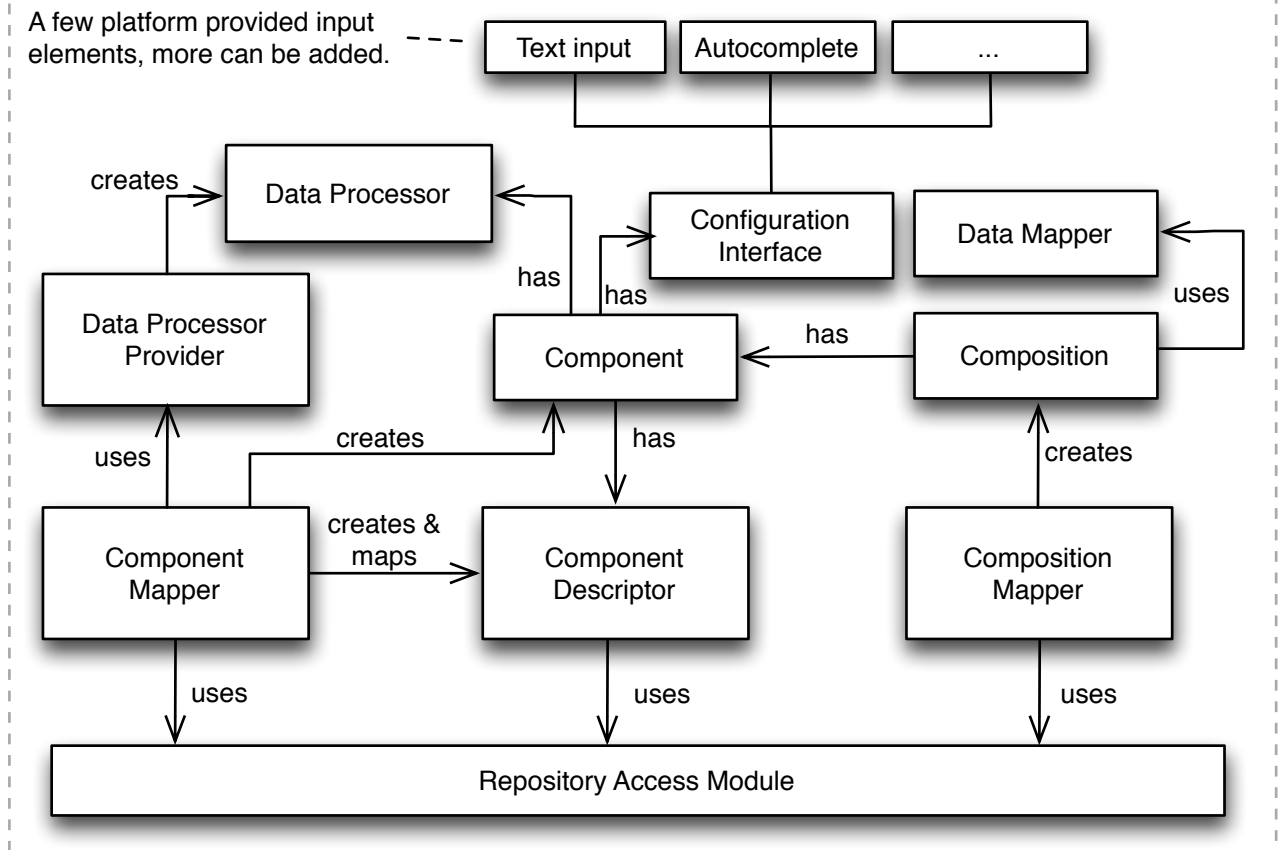 A few platform provided input
elements, more can be added.
Text input
Autocomplete
...
creates
Data Processor
Configuration
Interface
Data Mapper
has
has
uses
Data Processor
Provider
Component
has
Composition
uses
creates
has
creates
Component
Mapper
creates &
maps
Component
Descriptor
Composition
Mapper
uses
uses
uses
Repository Access Module